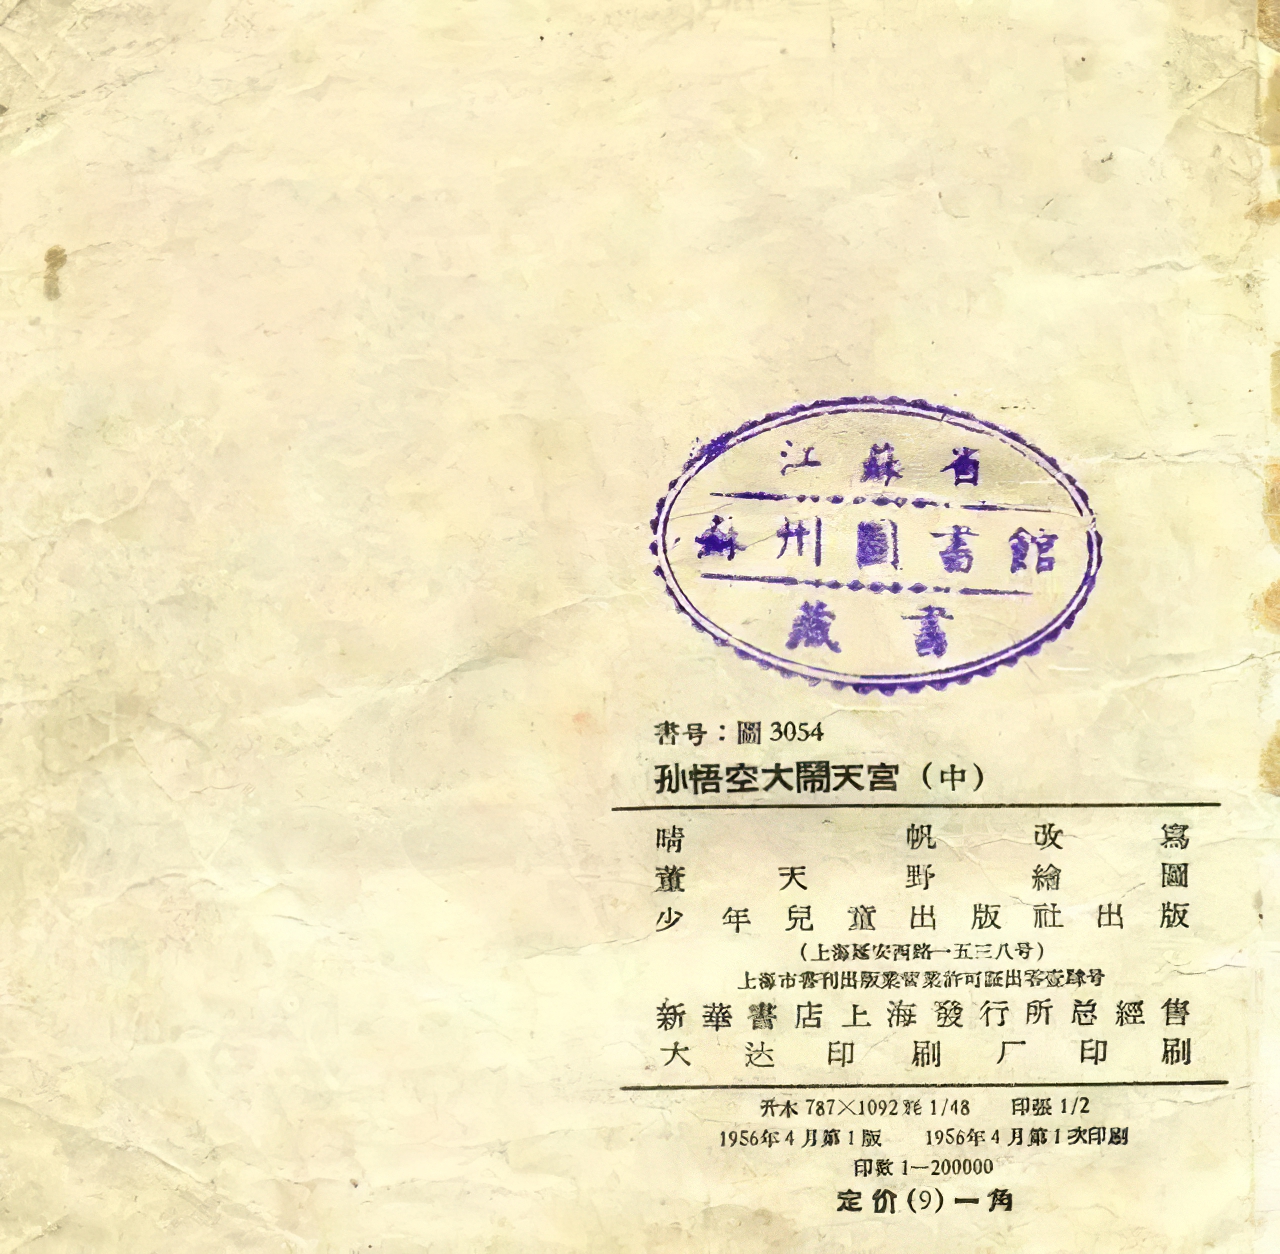 江蘇省
蘇州圖書館
藏書
書号：圖 3054
孙悟空大鬧天宮（中）
晴帆改寫
董天野繪圖
少年兒童出版社出版
（上海延安西路一五三八号）
上海市書刊出版業營業許可証出零壹肆号
新華書店上海發行所总經售
大达印刷厂印刷
开本 787×1092 耗 1/48　印張 1/2
1956年4月第1版　1956年4月第1次印刷
印数 1—200000
定价(9)一角